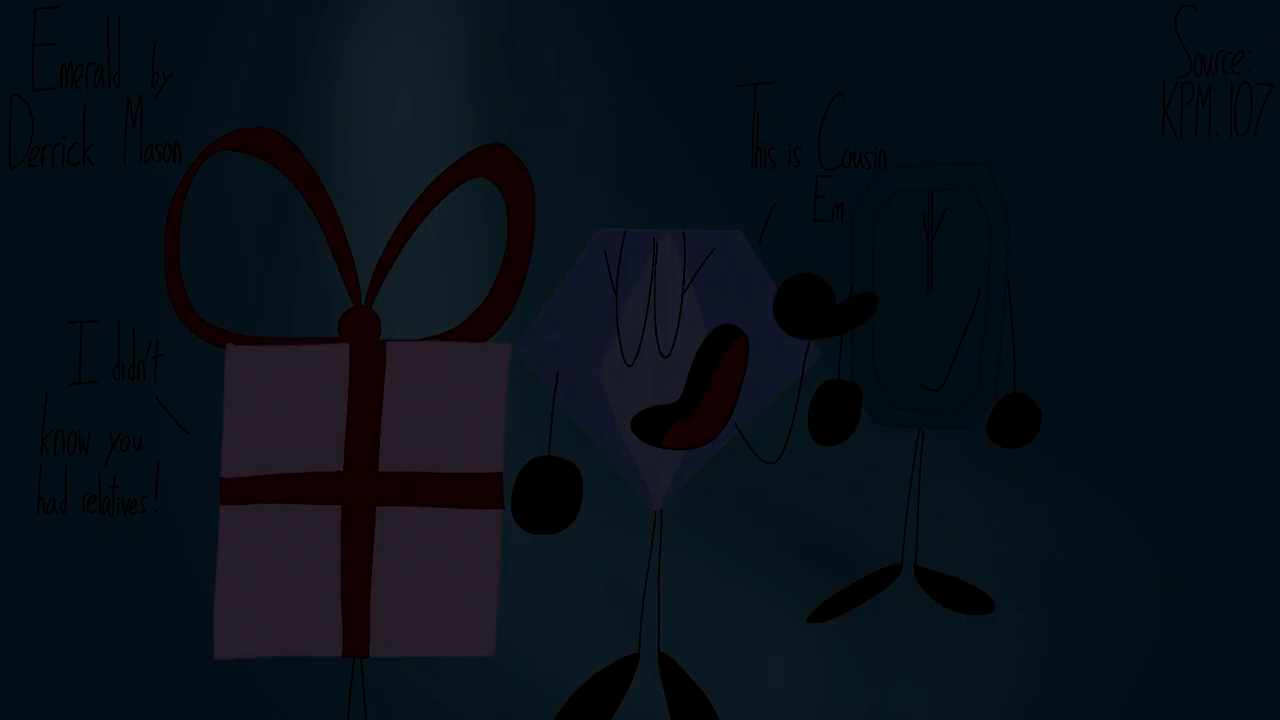 Emerald by
Derrick Mason
Source:
KPM.107
This is Cousin
Em
I didn't
know you
had relatives!